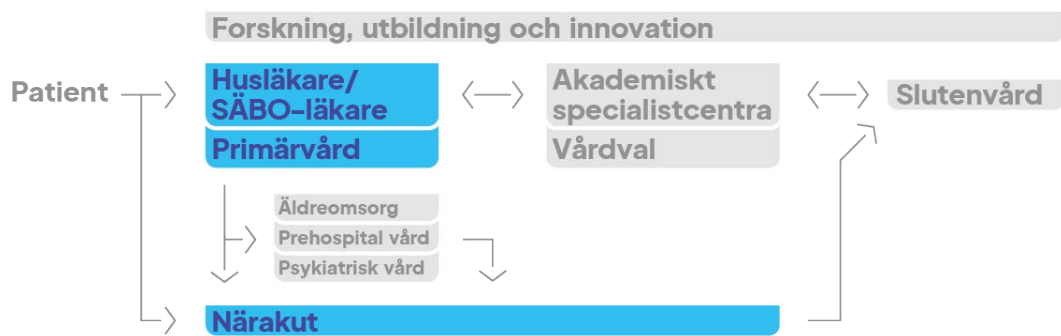 Forskning, utbildning och innovation
Patient
Husläkare/
SÄBO-läkare
Primärvård
Akademiskt
specialistcentra
Vårdval
Slutenvård
Äldreomsorg
Prehospital vård
Psykiatrisk vård
Närakut